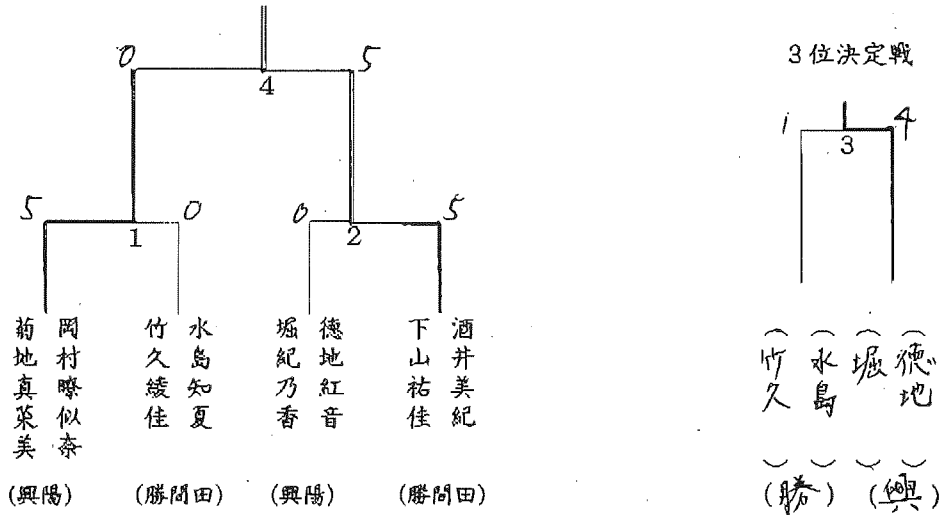 0 5
4
3位決定戦
1 4
3
5 0 0 5
1 2
岡村瞭似奈
菊地真菜美
水島知夏
竹久綾佳
徳地紅音
堀紀乃香
酒井美紀
下山祐佳
(興陽) (勝間田) (興陽) (勝間田)
(竹久) (水島) (堀) (徳地)
(勝) (興)